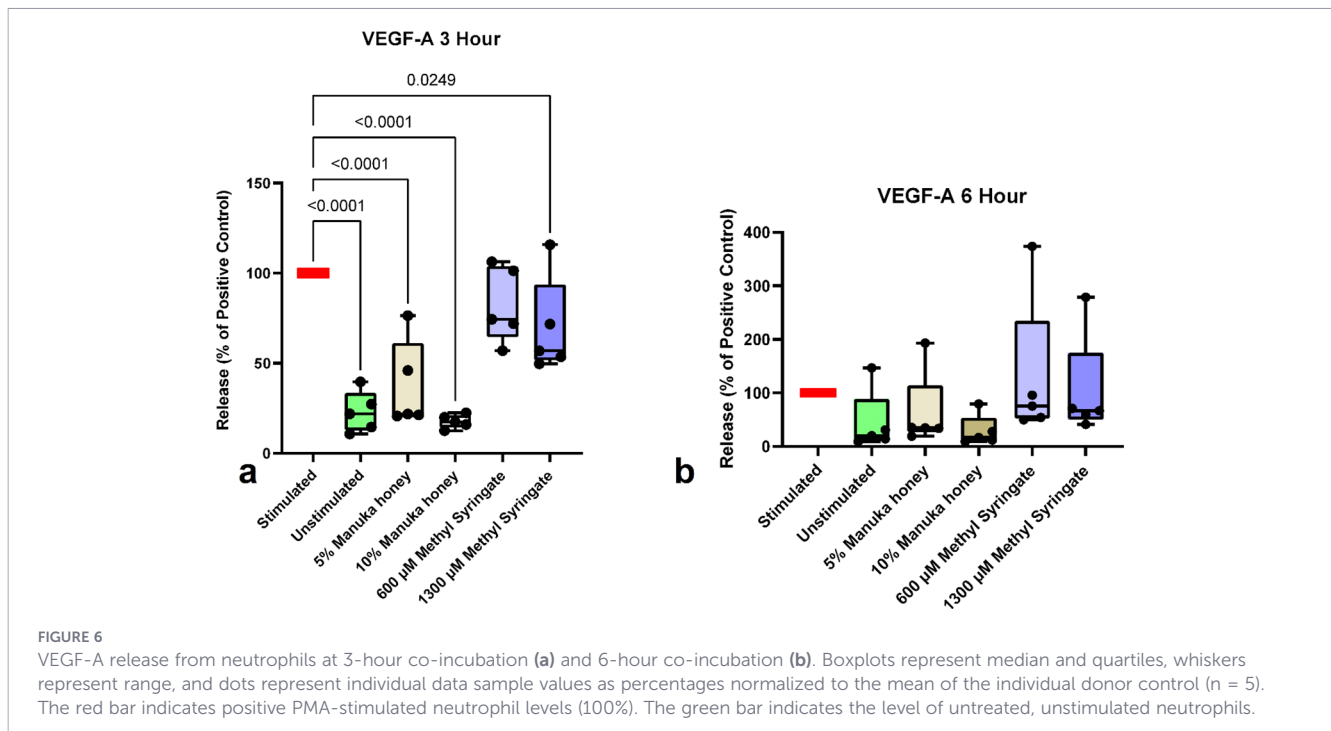 VEGF-A 3 Hour
0.0249
<0.0001
<0.0001
<0.0001
Release (% of Positive Control)
150
100
50
0
Stimulated
Unstimulated
5% Manuka honey
10% Manuka honey
600 µM Methyl Syringate
1300 µM Methyl Syringate
a
VEGF-A 6 Hour
Release (% of Positive Control)
400
300
200
100
0
Stimulated
Unstimulated
5% Manuka honey
10% Manuka honey
600 µM Methyl Syringate
1300 µM Methyl Syringate
b
FIGURE 6
VEGF-A release from neutrophils at 3-hour co-incubation (a) and 6-hour co-incubation (b). Boxplots represent median and quartiles, whiskers
represent range, and dots represent individual data sample values as percentages normalized to the mean of the individual donor control (n = 5).
The red bar indicates positive PMA-stimulated neutrophil levels (100%). The green bar indicates the level of untreated, unstimulated neutrophils.